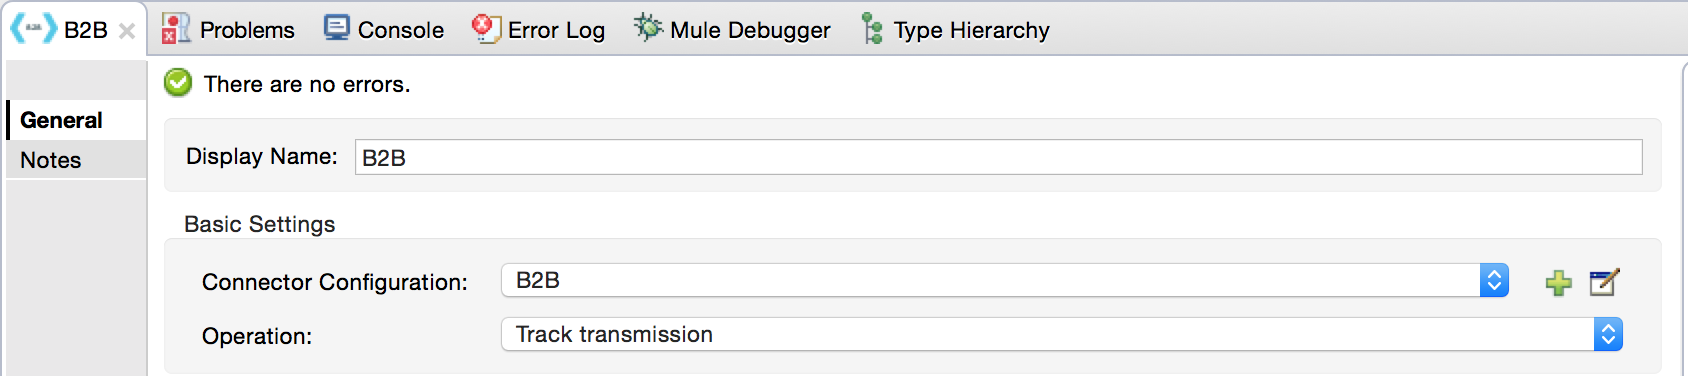 B2B Problems Console Error Log Mule Debugger Type Hierarchy
There are no errors.
General
Display Name: B2B
Notes
Basic Settings
Connector Configuration: B2B
Operation: Track transmission